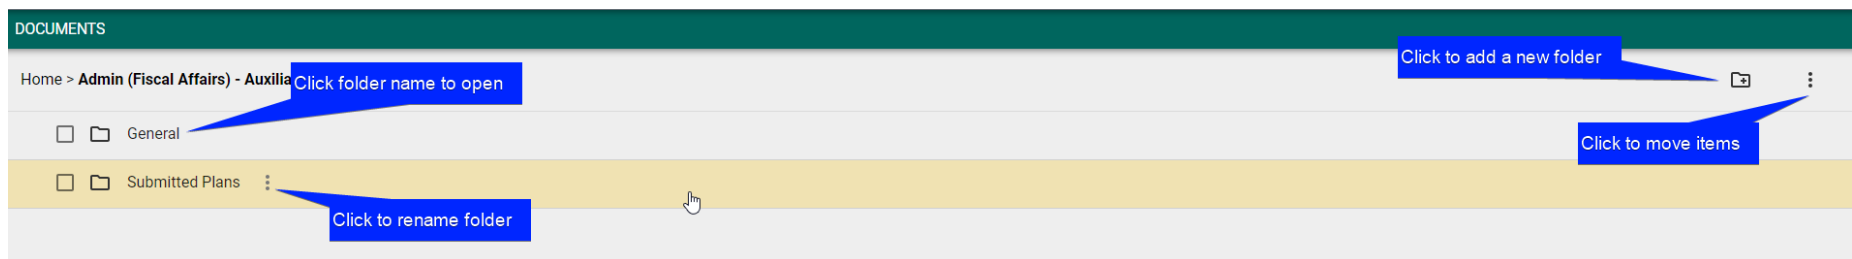 DOCUMENTS
Click to add a new folder
Home > Admin (Fiscal Affairs) - Auxilia
Click folder name to open
General
Click to move items
Submitted Plans
Click to rename folder